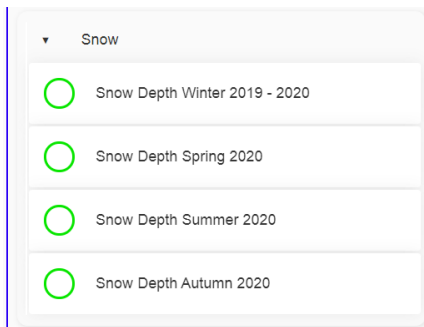 Snow
Snow Depth Winter 2019 - 2020
Snow Depth Spring 2020
Snow Depth Summer 2020
Snow Depth Autumn 2020